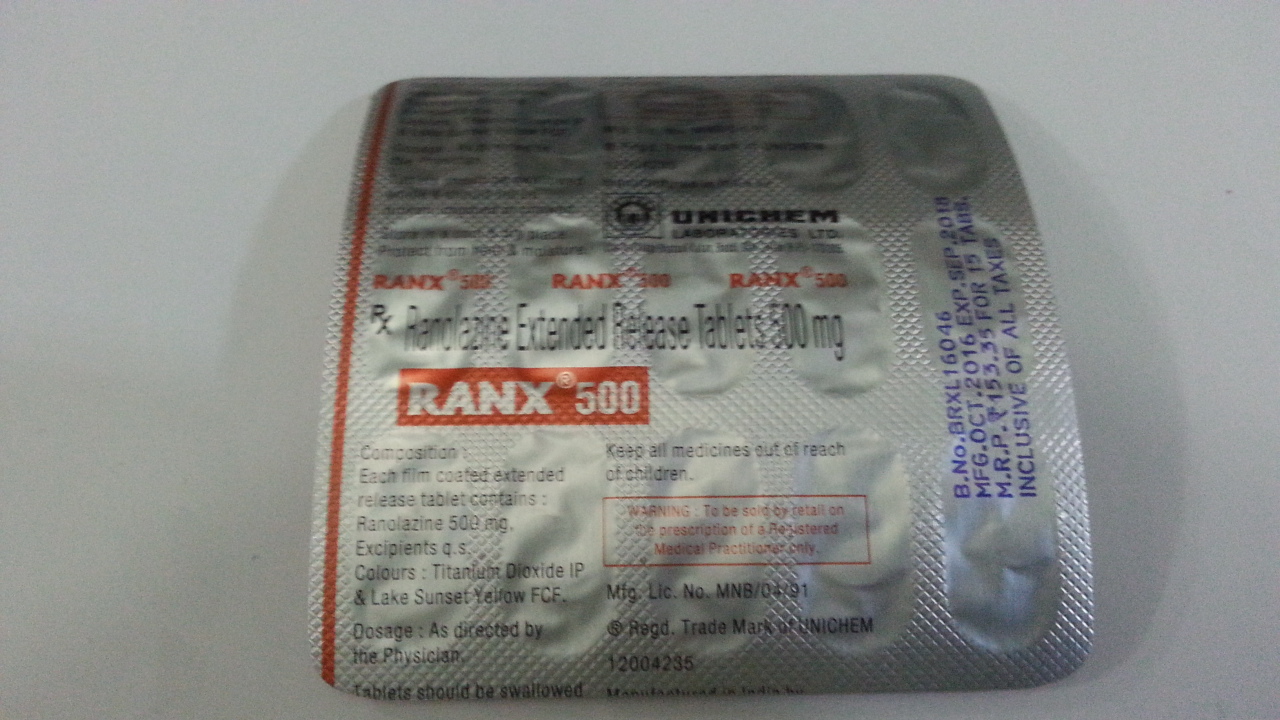 UNICHEM
LABORATORIES LTD.
Protect from heat & moisture.
RANX® 500 RANX® 500 RANX® 500
Rx Ranolazine Extended Release Tablets 500 mg
RANX® 500
Composition :
Each film coated extended
release tablet contains :
Ranolazine 500 mg.
Excipients q.s.
Colours : Titanium Dioxide IP
& Lake Sunset Yellow FCF.
Dosage : As directed by
the Physician.
Tablets should be swallowed
Keep all medicines out of reach
of children.
WARNING : To be sold by retail on
the prescription of a Registered
Medical Practitioner only.
Mfg. Lic. No. MNB/04/91
® Regd. Trade Mark of UNICHEM
12004235
Manufactured in India by
B.No.BRXL16046
MFG.OCT.2016 EXP.SEP.2018
M.R.P. ₹153.35 FOR 15 TABS.
INCLUSIVE OF ALL TAXES